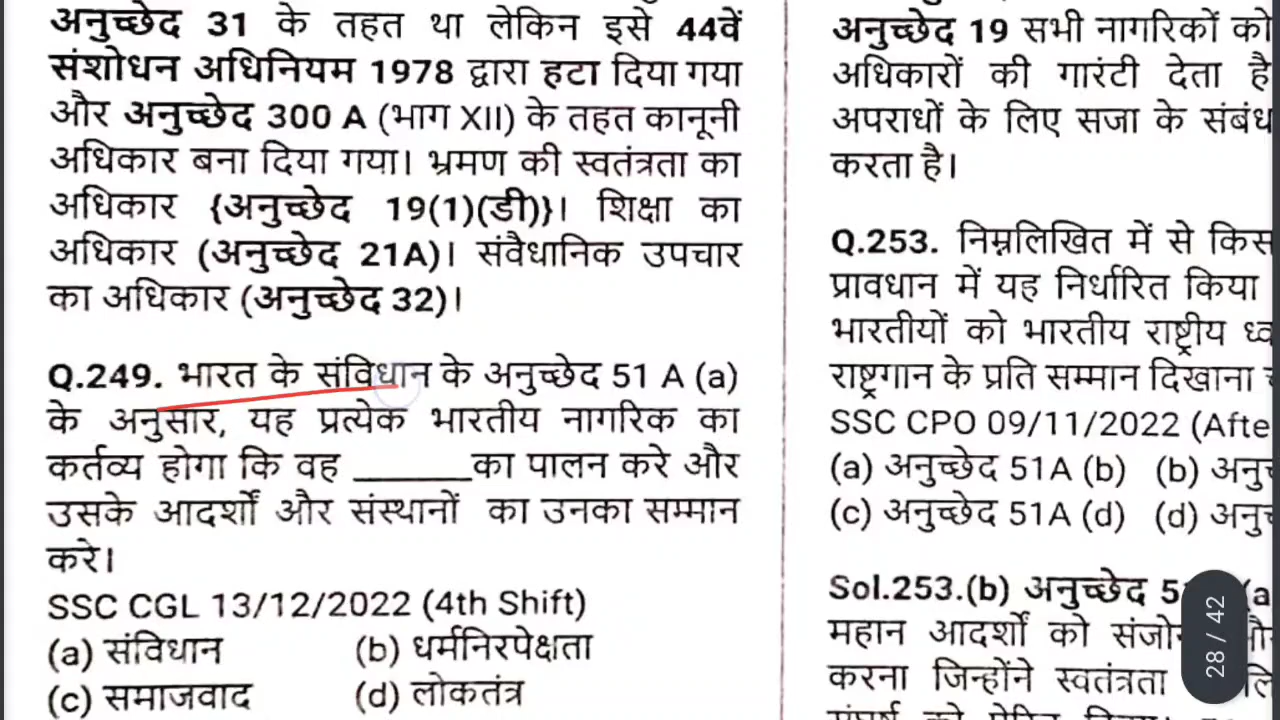 अनुच्छेद 31 के तहत था लेकिन इसे 44वें
संशोधन अधिनियम 1978 द्वारा हटा दिया गया
और अनुच्छेद 300 A (भाग XII) के तहत कानूनी
अधिकार बना दिया गया। भ्रमण की स्वतंत्रता का
अधिकार {अनुच्छेद 19(1)(डी)}। शिक्षा का
अधिकार (अनुच्छेद 21A)। संवैधानिक उपचार
का अधिकार (अनुच्छेद 32)।
Q.249. भारत के संविधान के अनुच्छेद 51 A (a)
के अनुसार, यह प्रत्येक भारतीय नागरिक का
कर्तव्य होगा कि वह ______का पालन करे और
उसके आदर्शों और संस्थानों का उनका सम्मान
करे।
SSC CGL 13/12/2022 (4th Shift)
(a) संविधान (b) धर्मनिरपेक्षता
(c) समाजवाद (d) लोकतंत्र
अनुच्छेद 19 सभी नागरिकों को
अधिकारों की गारंटी देता है
अपराधों के लिए सजा के संबंध
करता है।
Q.253. निम्नलिखित में से किस
प्रावधान में यह निर्धारित किया
भारतीयों को भारतीय राष्ट्रीय
राष्ट्रगान के प्रति सम्मान दिखाना
SSC CPO 09/11/2022 (Afte
(a) अनुच्छेद 51A (b) (b)
(c) अनुच्छेद 51A (d) (d)
Sol.253.(b) अनुच्छेद
महान आदर्शों को
करना जिन्होंने स्वतंत्रता
28 / 42